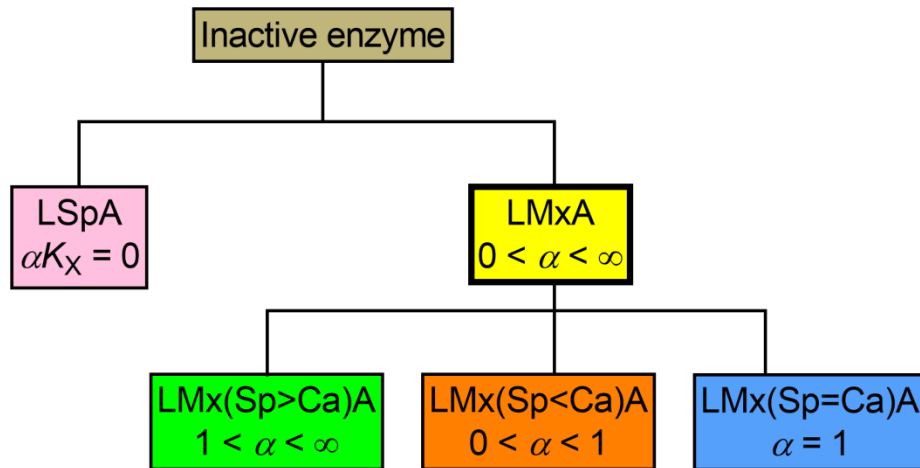 Inactive enzyme
LSpA
αKX = 0
LMxA
0 < α < ∞
LMx(Sp>Ca)A
1 < α < ∞
LMx(Sp<Ca)A
0 < α < 1
LMx(Sp=Ca)A
α = 1